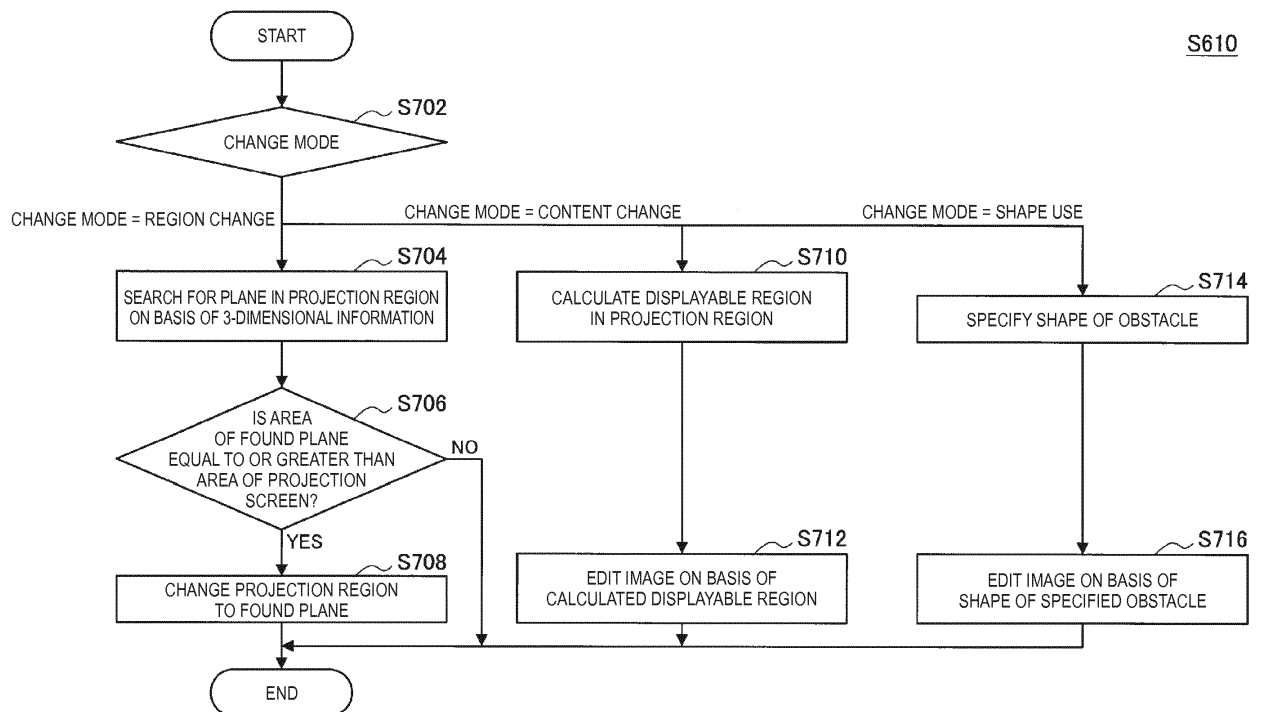 START
S610
S702
CHANGE MODE
CHANGE MODE = REGION CHANGE
CHANGE MODE = CONTENT CHANGE
CHANGE MODE = SHAPE USE
S704
SEARCH FOR PLANE IN PROJECTION REGION
ON BASIS OF 3-DIMENSIONAL INFORMATION
S710
CALCULATE DISPLAYABLE REGION
IN PROJECTION REGION
S714
SPECIFY SHAPE OF OBSTACLE
S706
IS AREA
OF FOUND PLANE
EQUAL TO OR GREATER THAN
AREA OF PROJECTION
SCREEN?
NO
YES
S708
CHANGE PROJECTION REGION
TO FOUND PLANE
S712
EDIT IMAGE ON BASIS OF
CALCULATED DISPLAYABLE REGION
S716
EDIT IMAGE ON BASIS OF
SHAPE OF SPECIFIED OBSTACLE
END